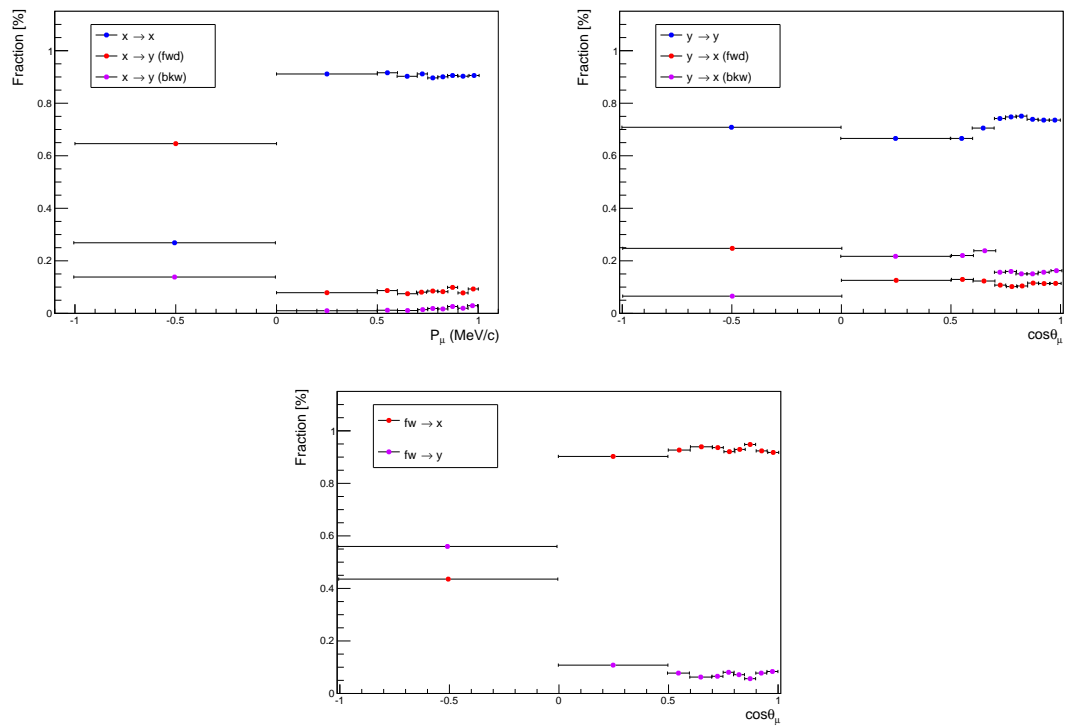 Fraction [%]
x → x
x → y (fwd)
x → y (bkw)
1
0.8
0.6
0.4
0.2
0
-1 -0.5 0 0.5 1
P_μ (MeV/c)
Fraction [%]
y → y
y → x (fwd)
y → x (bkw)
1
0.8
0.6
0.4
0.2
0
-1 -0.5 0 0.5 1
cosθ_μ
Fraction [%]
fw → x
fw → y
1
0.8
0.6
0.4
0.2
0
-1 -0.5 0 0.5 1
cosθ_μ